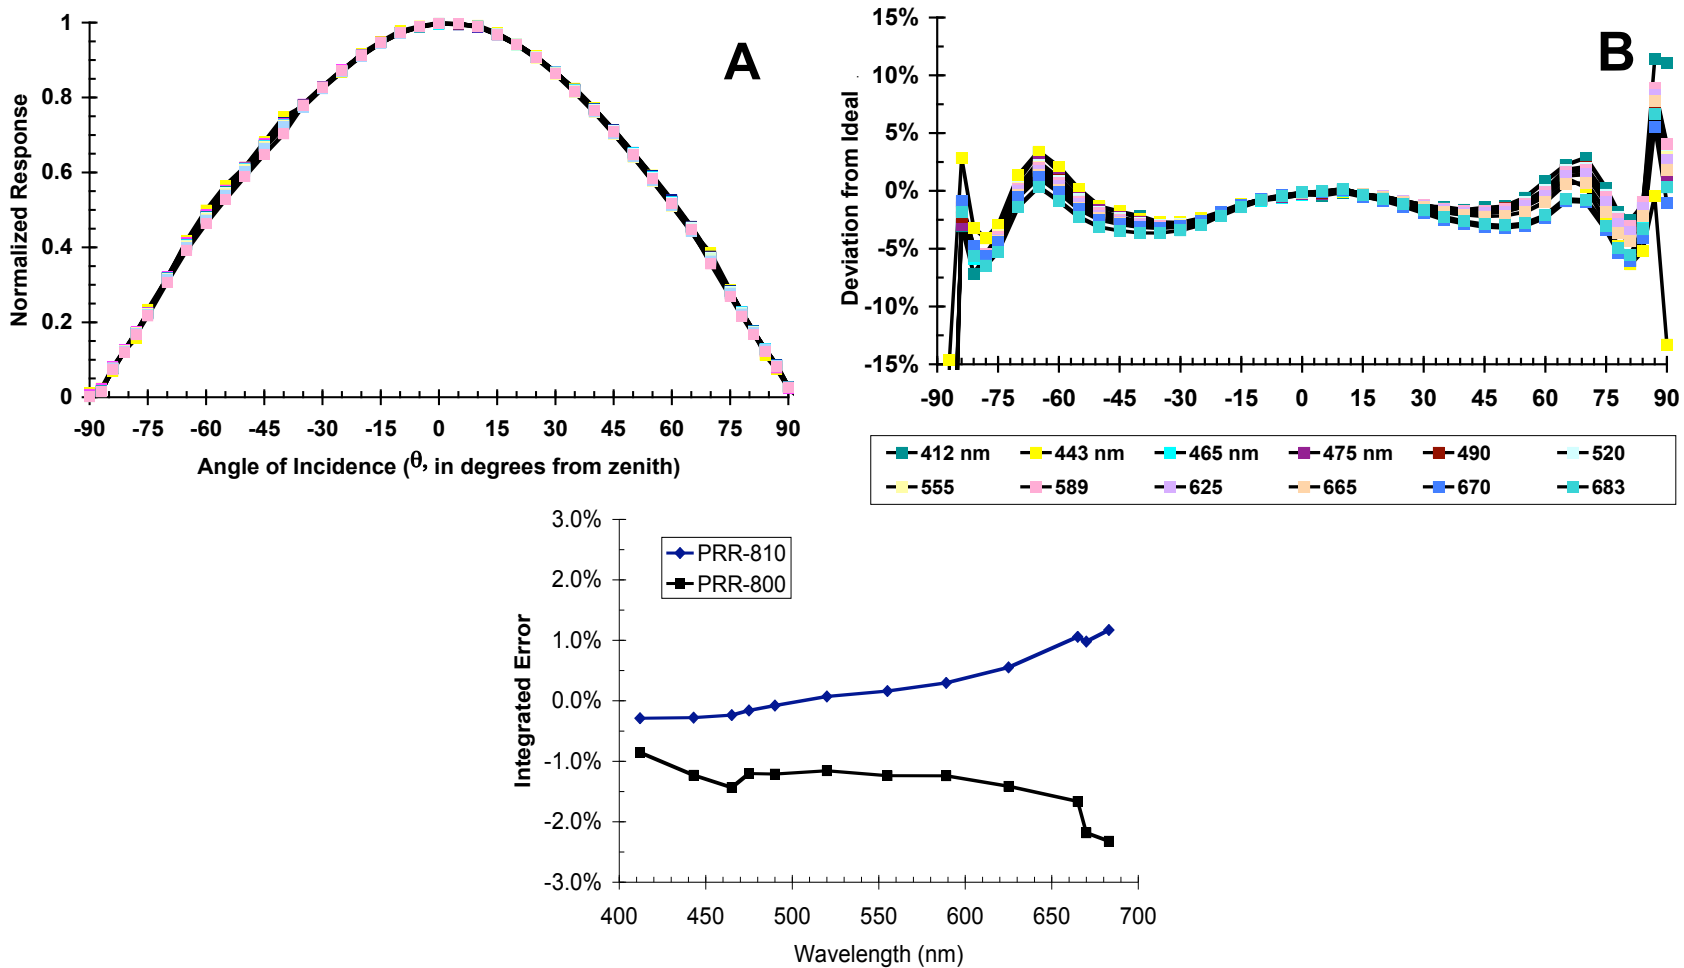 A
Normalized Response
1
0.8
0.6
0.4
0.2
0
-90 -75 -60 -45 -30 -15 0 15 30 45 60 75 90
Angle of Incidence (θ, in degrees from zenith)
B
Deviation from Ideal
15%
10%
5%
0%
-5%
-10%
-15%
-90 -75 -60 -45 -30 -15 0 15 30 45 60 75 90
412 nm 443 nm 465 nm 475 nm 490 520
555 589 625 665 670 683
Integrated Error
3.0%
2.0%
1.0%
0.0%
-1.0%
-2.0%
-3.0%
PRR-810
PRR-800
400 450 500 550 600 650 700
Wavelength (nm)